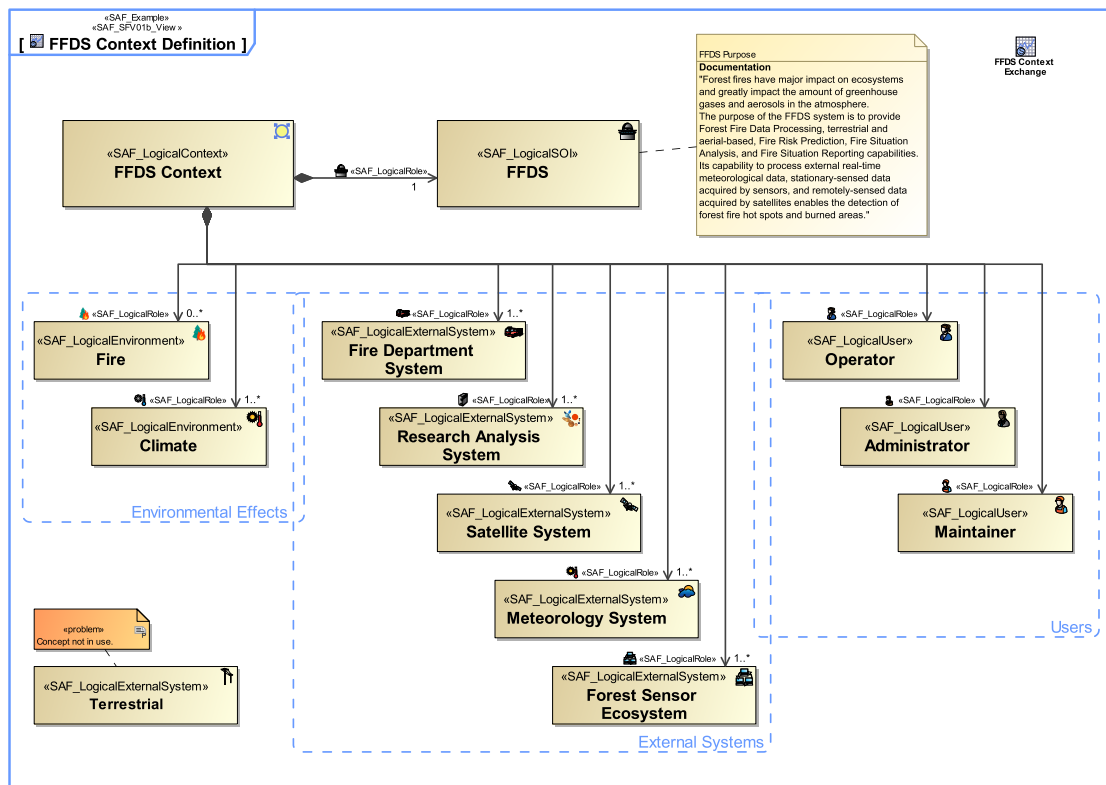 «SAF_Example»
«SAF_SFV01b_View »
[ FFDS Context Definition ]
FFDS Context
Exchange
FFDS Purpose
Documentation
"Forest fires have major impact on ecosystems
and greatly impact the amount of greenhouse
gases and aerosols in the atmosphere.
The purpose of the FFDS system is to provide
Forest Fire Data Processing, terrestrial and
aerial-based, Fire Risk Prediction, Fire Situation
Analysis, and Fire Situation Reporting capabilities.
Its capability to process external real-time
meteorological data, stationary-sensed data
acquired by sensors, and remotely-sensed data
acquired by satellites enables the detection of
forest fire hot spots and burned areas."
«SAF_LogicalContext»
FFDS Context
«SAF_LogicalRole»
1
«SAF_LogicalSOI»
FFDS
«SAF_LogicalRole» 0..*
«SAF_LogicalEnvironment»
Fire
«SAF_LogicalRole» 1..*
«SAF_LogicalEnvironment»
Climate
Environmental Effects
«SAF_LogicalRole» 1..*
«SAF_LogicalExternalSystem»
Fire Department
System
«SAF_LogicalRole» 1..*
«SAF_LogicalExternalSystem»
Research Analysis
System
«SAF_LogicalRole» 1..*
«SAF_LogicalExternalSystem»
Satellite System
«SAF_LogicalRole» 1..*
«SAF_LogicalExternalSystem»
Meteorology System
«SAF_LogicalRole» 1..*
«SAF_LogicalExternalSystem»
Forest Sensor
Ecosystem
External Systems
«SAF_LogicalRole»
«SAF_LogicalUser»
Operator
«SAF_LogicalRole»
«SAF_LogicalUser»
Administrator
«SAF_LogicalRole»
«SAF_LogicalUser»
Maintainer
Users
«problem»
Concept not in use.
«SAF_LogicalExternalSystem»
Terrestrial